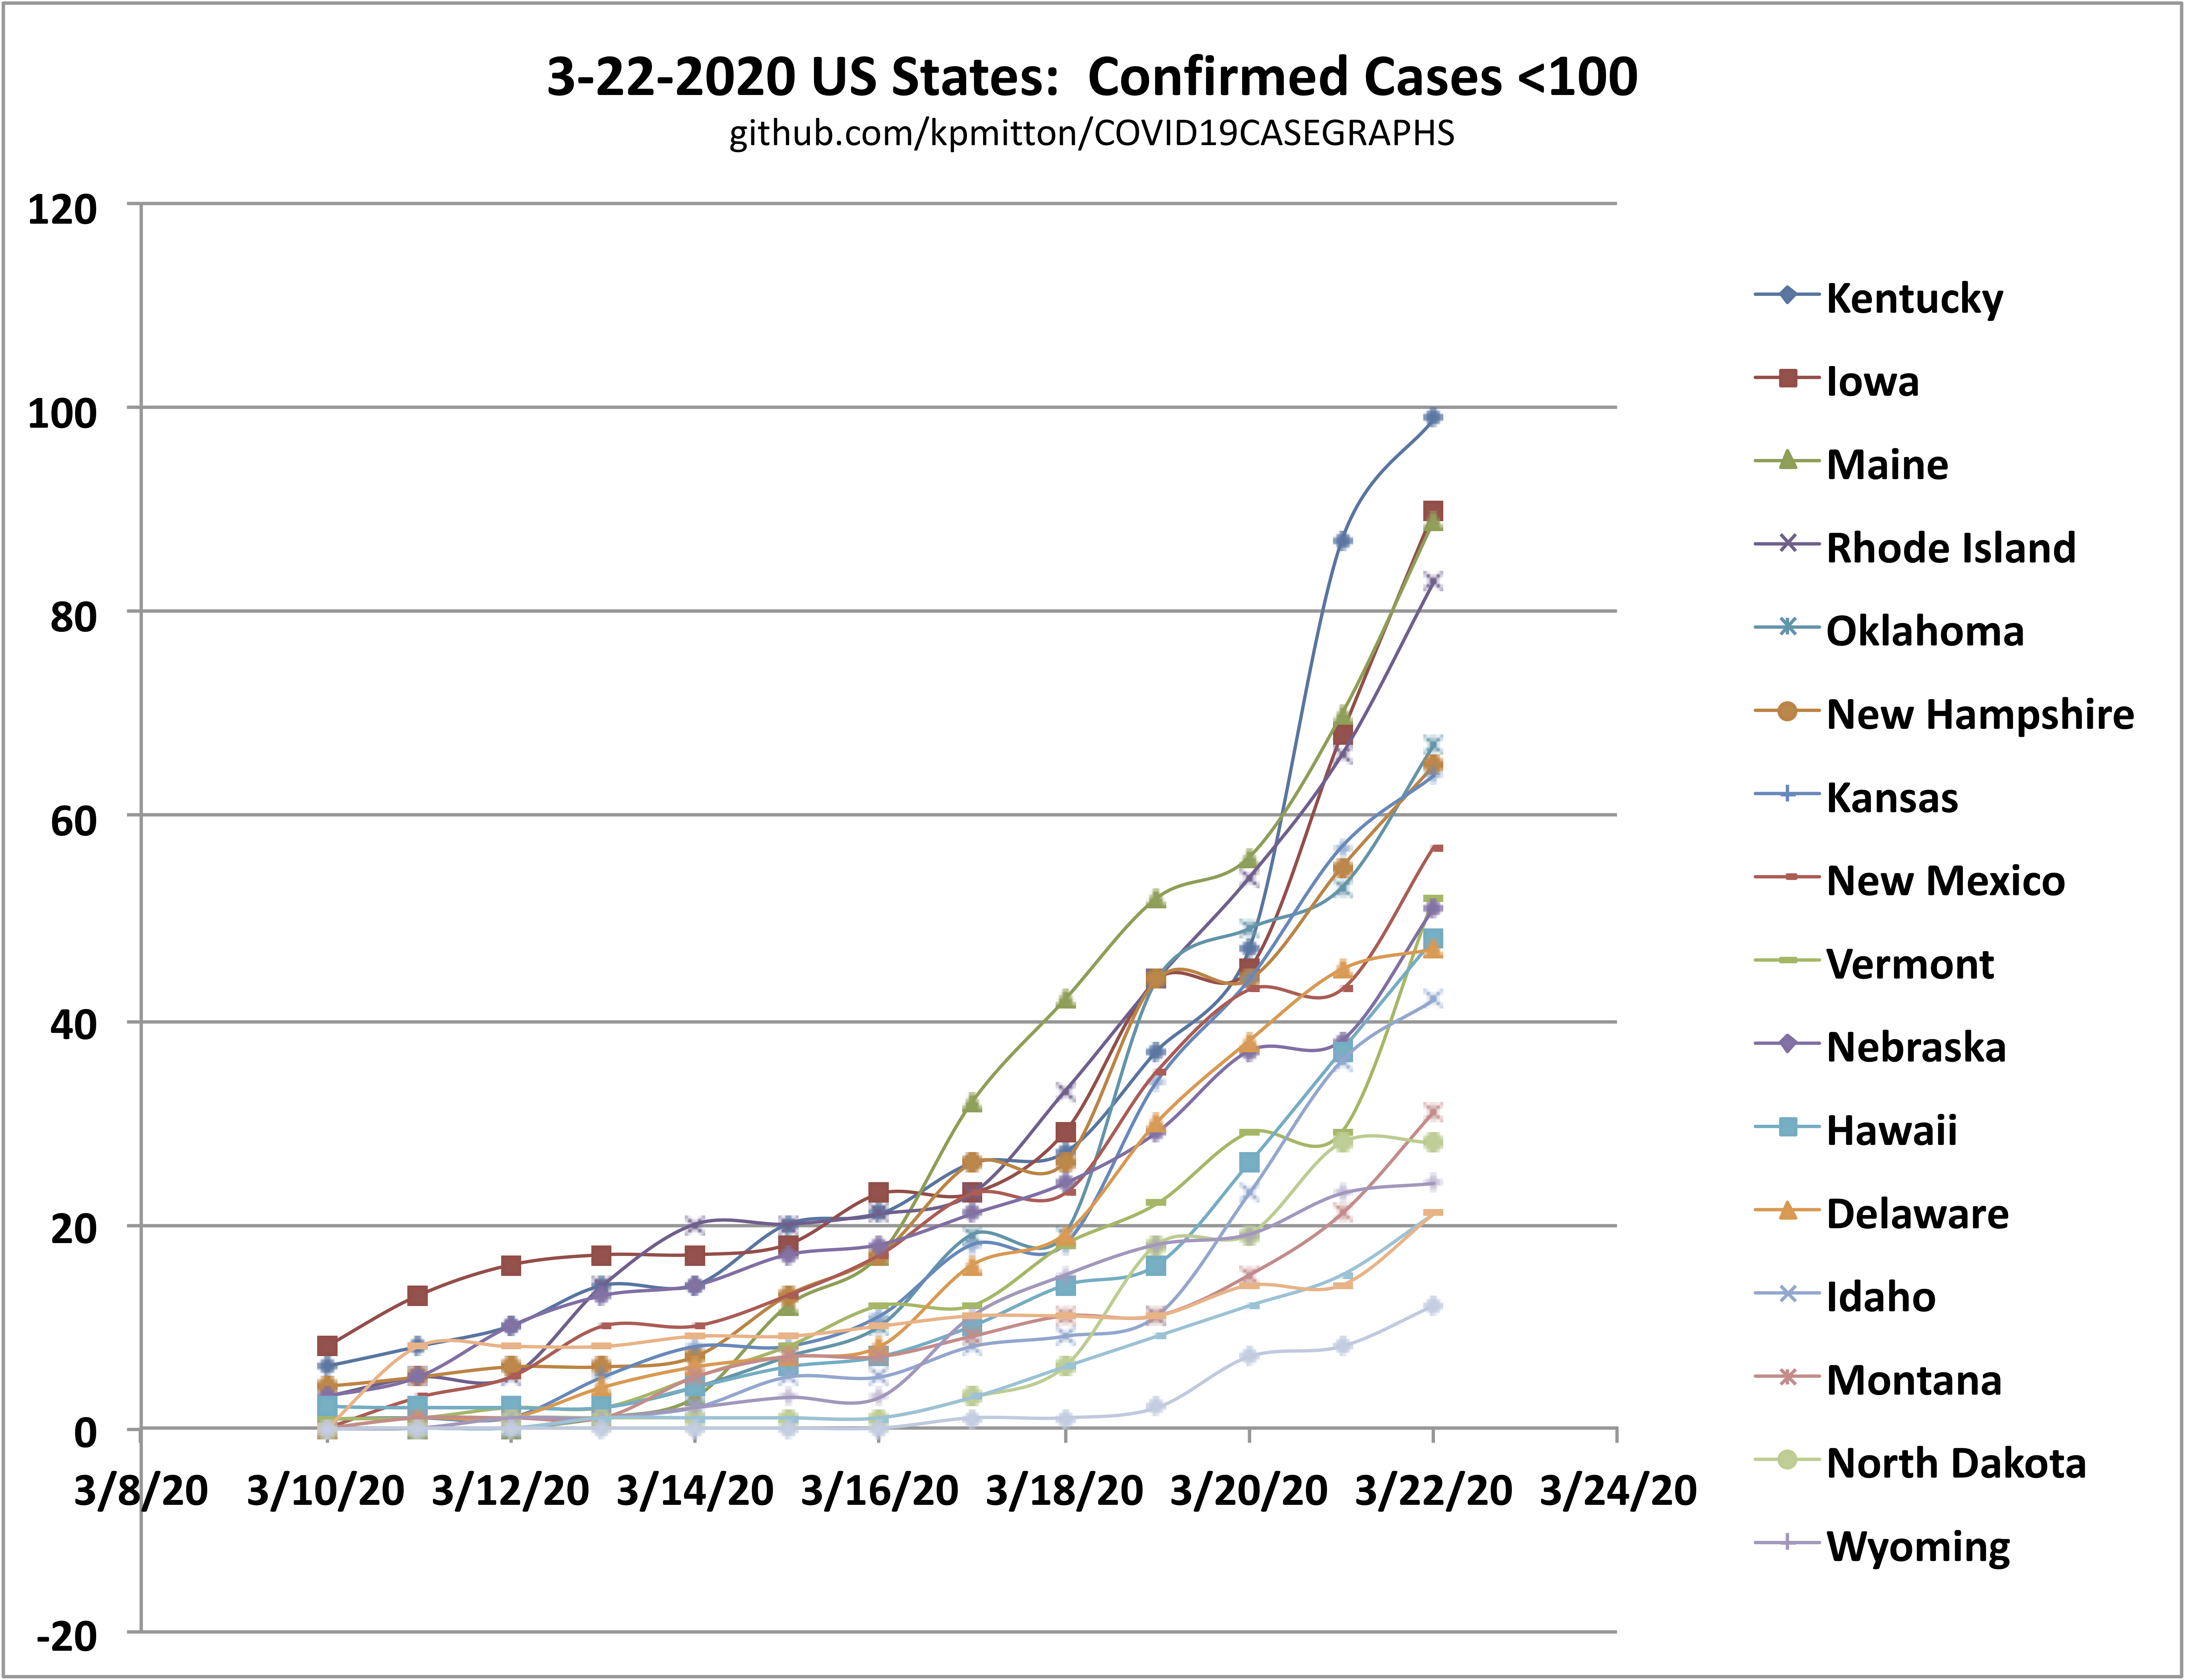 3-22-2020 US States:  Confirmed Cases <100
github.com/kpmitton/COVID19CASEGRAPHS
120
100
80
60
40
20
0
-20
3/8/20 3/10/20 3/12/20 3/14/20 3/16/20 3/18/20 3/20/20 3/22/20 3/24/20
Kentucky
Iowa
Maine
Rhode Island
Oklahoma
New Hampshire
Kansas
New Mexico
Vermont
Nebraska
Hawaii
Delaware
Idaho
Montana
North Dakota
Wyoming